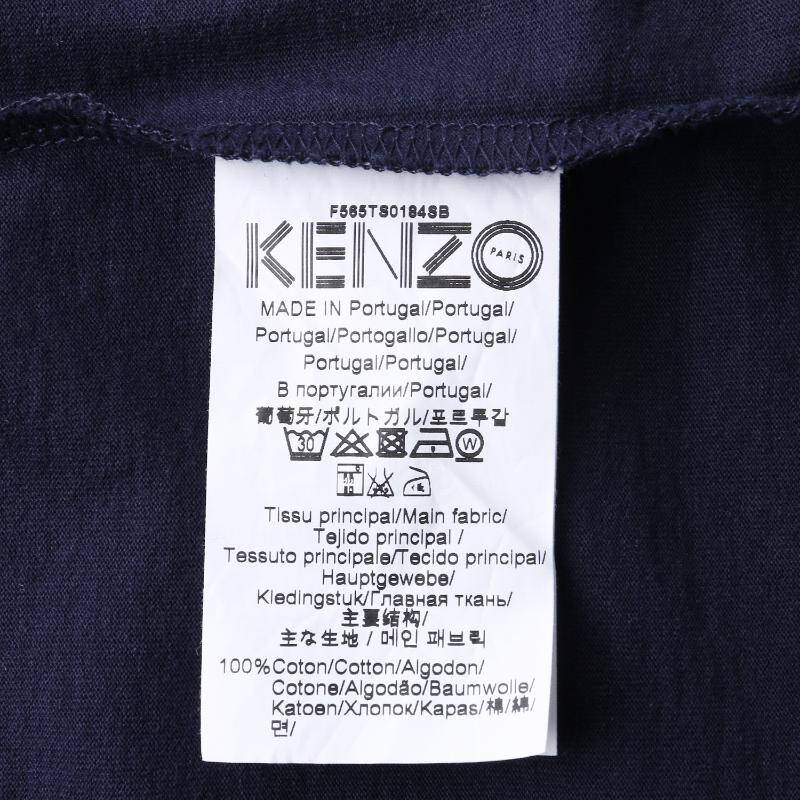 F565TS0184SB
KENZO PARIS
MADE IN Portugal/Portugal/
Portugal/Portogallo/Portugal/
Portugal/Portugal/
В португалии/Portugal/
葡萄牙/ポルトガル/포르투갈
30 W
Tissu principal/Main fabric/
Tejido principal /
Tessuto principale/Tecido principal/
Hauptgewebe/
Kledingstuk/Главная ткань/
主要结构/
主な生地 / 메인 패브릭
100%Coton/Cotton/Algodon/
Cotone/Algodão/Baumwolle/
Katoen/Хлопок/Kapas/棉/綿/
면/